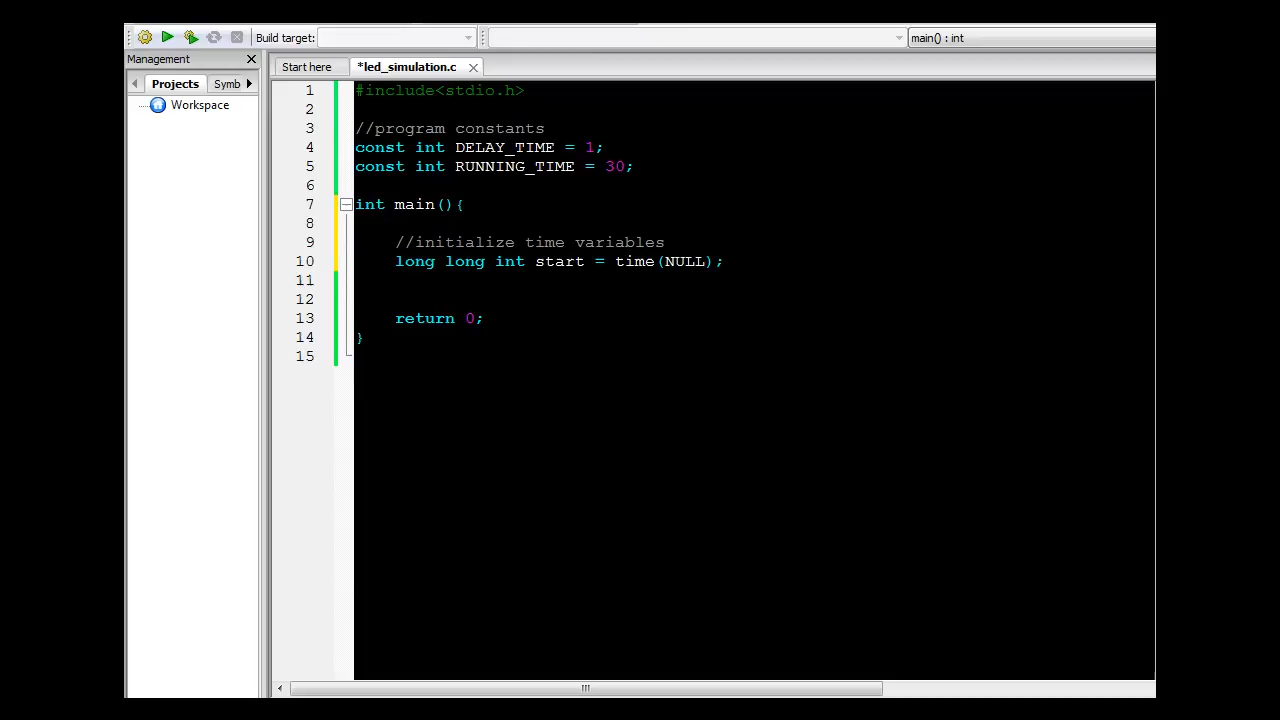 Build target:
main() : int
Management
Start here
*led_simulation.c
Projects
Symb
Workspace
1 #include<stdio.h>
2
3 //program constants
4 const int DELAY_TIME = 1;
5 const int RUNNING_TIME = 30;
6
7 int main(){
8
9 //initialize time variables
10 long long int start = time(NULL);
11
12
13 return 0;
14 }
15